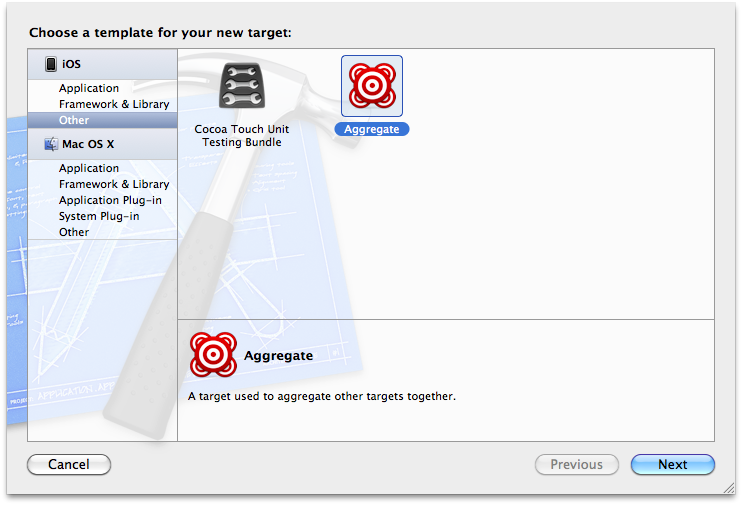 Choose a template for your new target:
iOS
Application
Framework & Library
Other
Mac OS X
Application
Framework & Library
Application Plug-in
System Plug-in
Other
Cocoa Touch Unit
Testing Bundle
Aggregate
Aggregate
A target used to aggregate other targets together.
Cancel
Previous
Next